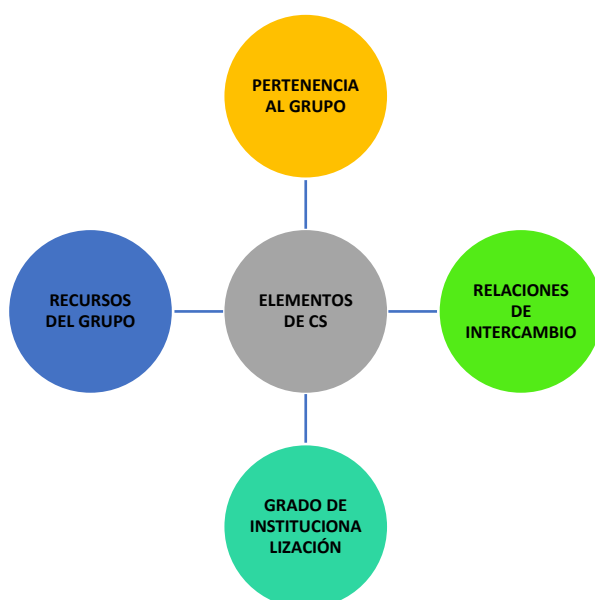 PERTENENCIA
AL GRUPO
RECURSOS
DEL GRUPO
ELEMENTOS
DE CS
RELACIONES
DE
INTERCAMBIO
GRADO DE
INSTITUCIONA
LIZACIÓN